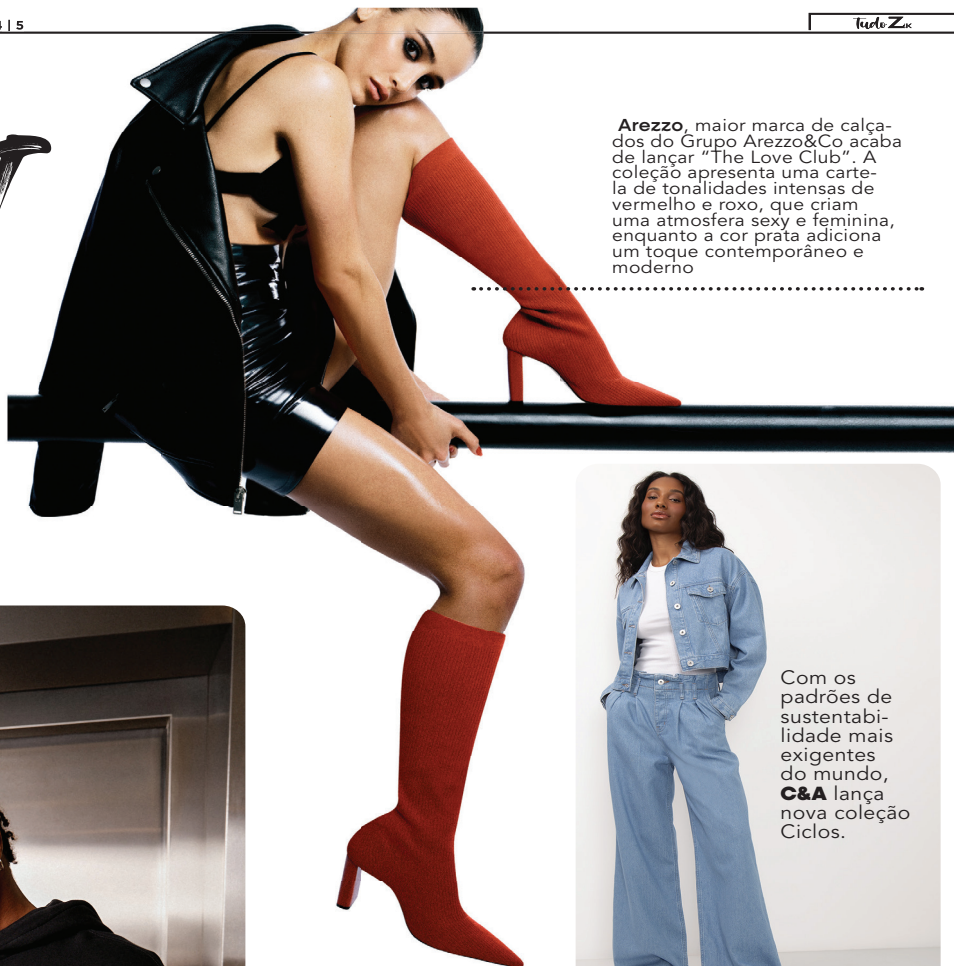 | 5
Tudo Z
Arezzo, maior marca de calça-
dos do Grupo Arezzo&Co acaba
de lançar “The Love Club”. A
coleção apresenta uma carte-
la de tonalidades intensas de
vermelho e roxo, que criam
uma atmosfera sexy e feminina,
enquanto a cor prata adiciona
um toque contemporâneo e
moderno
Com os
padrões de
sustentabi-
lidade mais
exigentes
do mundo,
C&A lança
nova coleção
Ciclos.